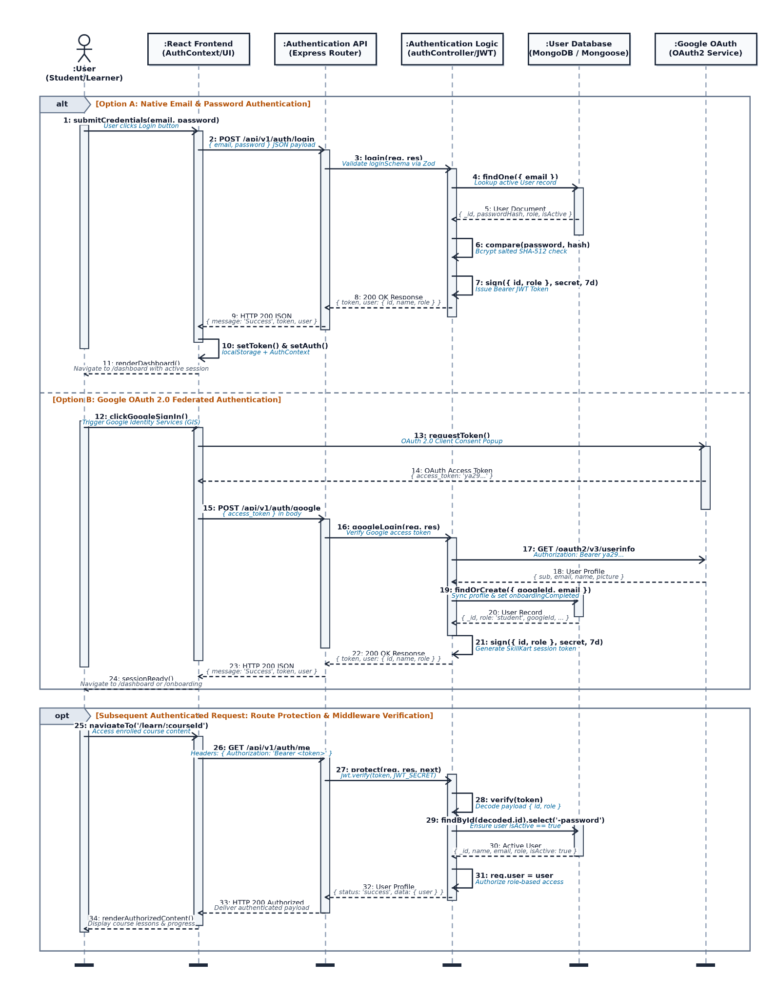 :User
(Student/Learner)
:React Frontend
(AuthContext/UI)
:Authentication API
(Express Router)
:Authentication Logic
(authController/JWT)
:User Database
(MongoDB / Mongoose)
:Google OAuth
(OAuth2 Service)
alt
[Option A: Native Email & Password Authentication]
1: submitCredentials(email, password)
User clicks Login button
2: POST /api/v1/auth/login
{ email, password } JSON payload
3: login(req, res)
Validate loginSchema via Zod
4: findOne({ email })
Lookup active User record
5: User Document
{ _id, passwordHash, role, isActive }
6: compare(password, hash)
Bcrypt salted SHA-512 check
7: sign({ id, role }, secret, 7d)
Issue Bearer JWT Token
8: 200 OK Response
{ token, user: { id, name, role } }
9: HTTP 200 JSON
{ message: 'Success', token, user }
10: setToken() & setAuth()
localStorage + AuthContext
11: renderDashboard()
Navigate to /dashboard with active session
[Option B: Google OAuth 2.0 Federated Authentication]
12: clickGoogleSignIn()
Trigger Google Identity Services (GIS)
13: requestToken()
OAuth 2.0 Client Consent Popup
14: OAuth Access Token
{ access_token: 'ya29...' }
15: POST /api/v1/auth/google
{ access_token } in body
16: googleLogin(req, res)
Verify Google access token
17: GET /oauth2/v3/userinfo
Authorization: Bearer ya29...
18: User Profile
{ sub, email, name, picture }
19: findOrCreate({ googleId, email })
Sync profile & set onboardingCompleted
20: User Record
{ _id, role: 'student', googleId, ... }
21: sign({ id, role }, secret, 7d)
Generate SkillKart session token
22: 200 OK Response
{ token, user: { id, name, role } }
23: HTTP 200 JSON
{ message: 'Success', token, user }
24: sessionReady()
Navigate to /dashboard or /onboarding
opt
[Subsequent Authenticated Request: Route Protection & Middleware Verification]
25: navigateTo('/learn/:courseId')
Access enrolled course content
26: GET /api/v1/auth/me
Headers: { Authorization: 'Bearer <token>' }
27: protect(req, res, next)
jwt.verify(token, JWT_SECRET)
28: verify(token)
Decode payload { id, role }
29: findById(decoded.id).select('-password')
Ensure user isActive == true
30: Active User
{ _id, name, email, role, isActive: true }
31: req.user = user
Authorize role-based access
32: User Profile
{ status: 'success', data: { user } }
33: HTTP 200 Authorized
Deliver authenticated payload
34: renderAuthorizedContent()
Display course lessons & progress